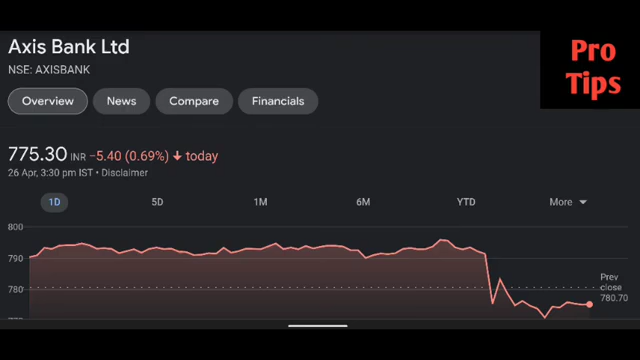 Axis Bank Ltd
NSE: AXISBANK
Pro
Tips
Overview News Compare Financials
775.30 INR −5.40 (0.69%) ↓ today
26 Apr, 3:30 pm IST • Disclaimer
1D 5D 1M 6M YTD More
800
790
780
Prev
close
780.70